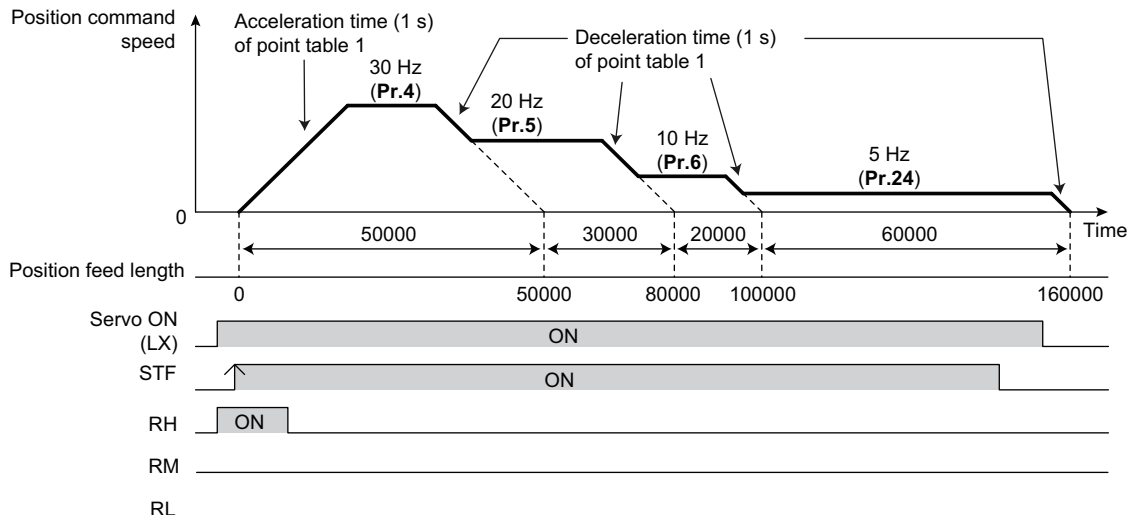 Position command
speed
Acceleration time (1 s)
of point table 1
Deceleration time (1 s)
of point table 1
30 Hz
(Pr.4)
20 Hz
(Pr.5)
10 Hz
(Pr.6)
5 Hz
(Pr.24)
0
Time
50000
30000
20000
60000
Position feed length
0
50000
80000
100000
160000
Servo ON
(LX)
ON
STF
ON
RH
ON
RM
RL